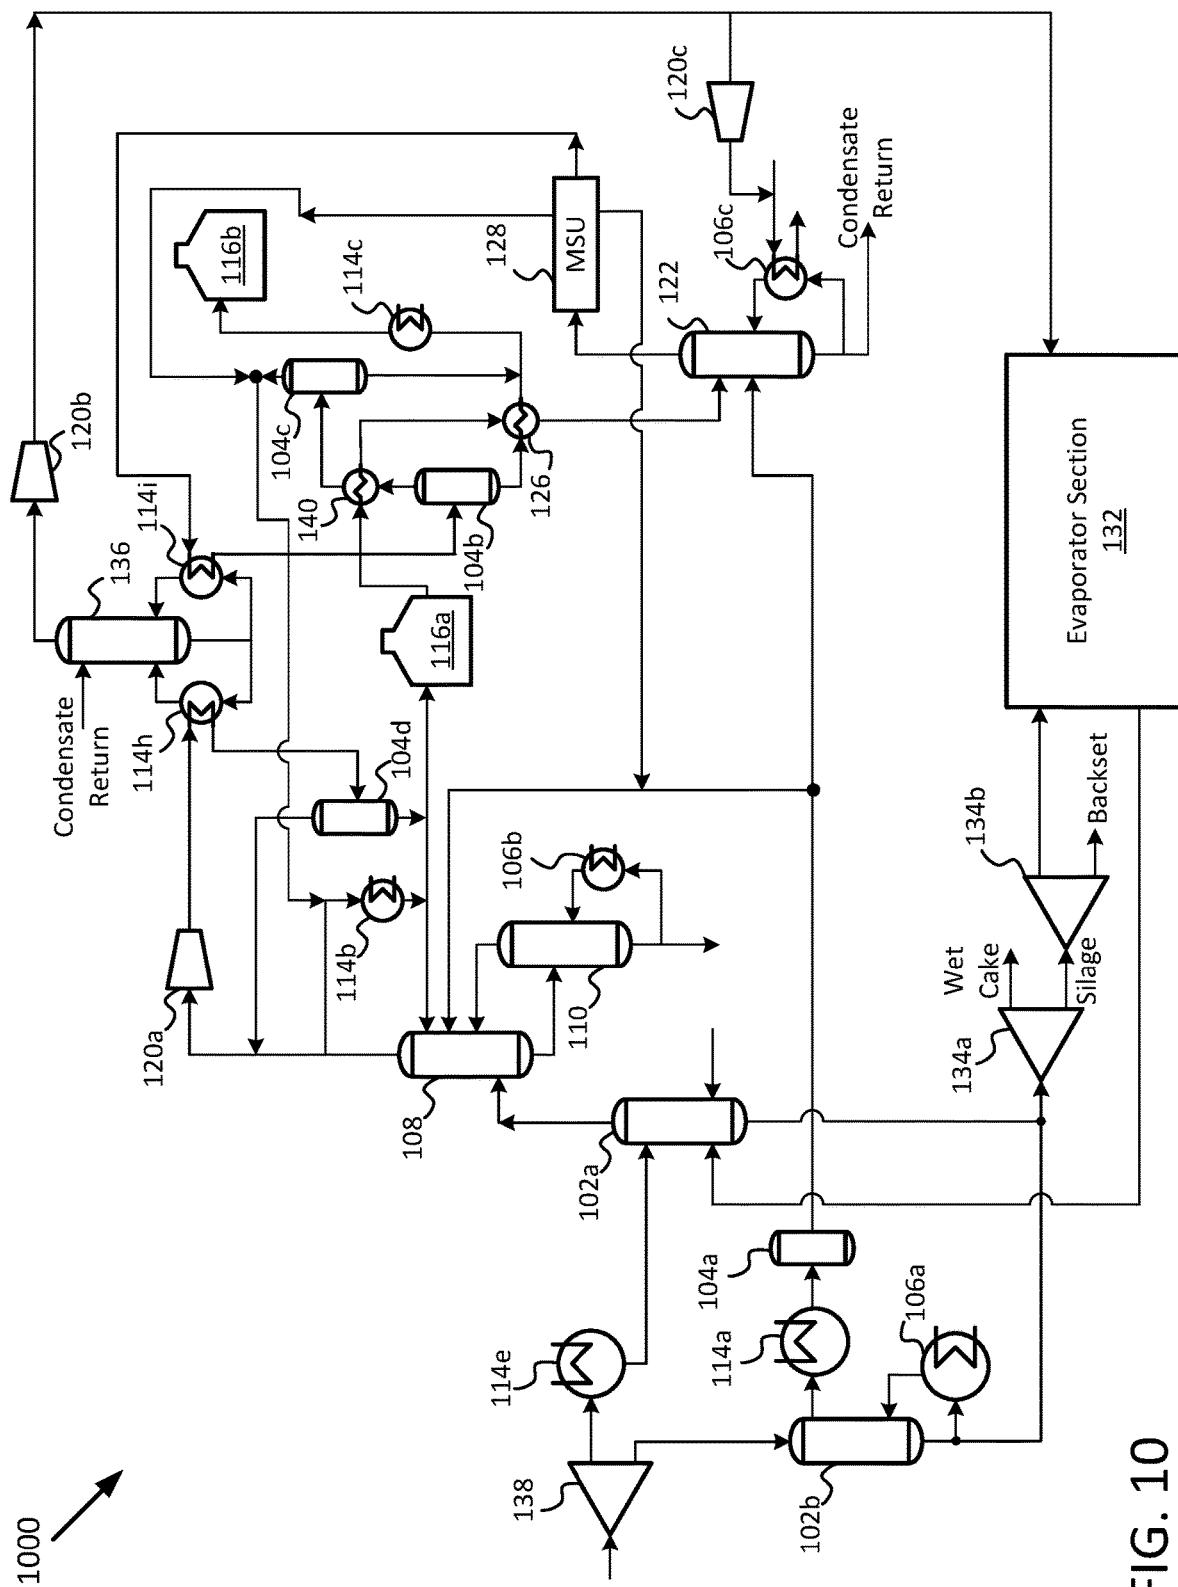 1000
138
114e
102b
114a
106a
104a
102a
108
110
106b
114b
120a
104d
114h
Condensate
Return
136
114i
120b
116a
140
104b
104c
126
114c
116b
128
MSU
122
106c
120c
Condensate
Return
134a
Wet
Cake
Silage
134b
Backset
Evaporator Section
132
FIG. 10